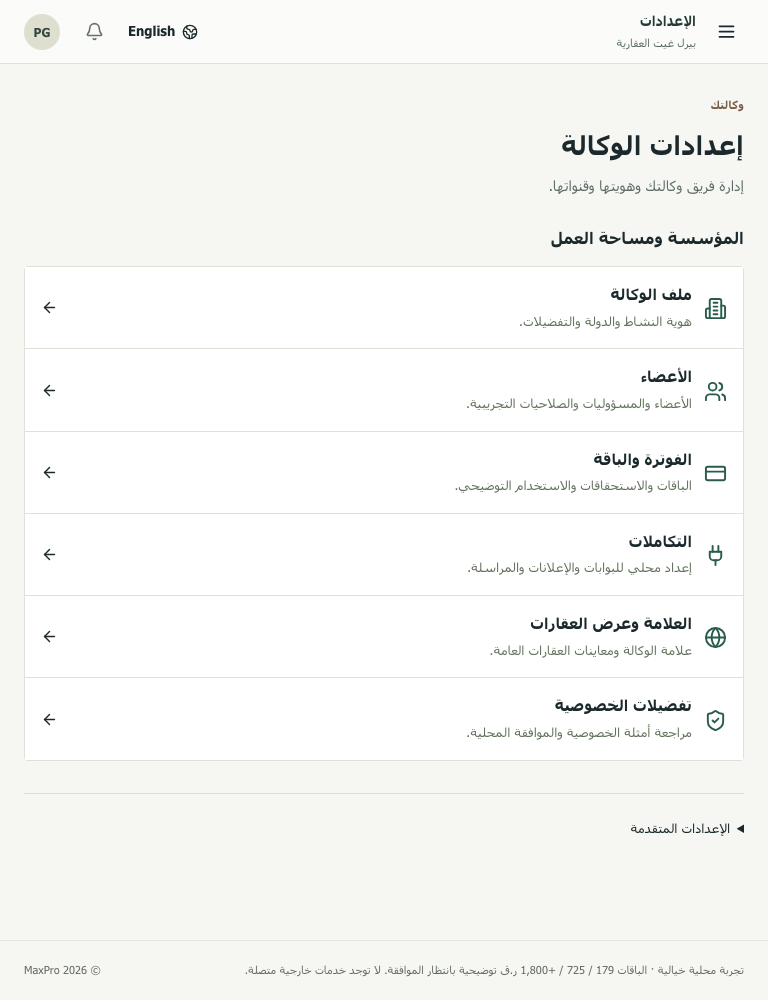 الإعدادات
بيرل غيت العقارية
English
PG
وكالتك
إعدادات الوكالة
إدارة فريق وكالتك وهويتها وقنواتها.
المؤسسة ومساحة العمل
ملف الوكالة
هوية النشاط والدولة والتفضيلات.
الأعضاء
الأعضاء والمسؤوليات والصلاحيات التجريبية.
الفوترة والباقة
الباقات والاستحقاقات والاستخدام التوضيحي.
التكاملات
إعداد محلي للبوابات والإعلانات والمراسلة.
العلامة وعرض العقارات
علامة الوكالة ومعاينات العقارات العامة.
تفضيلات الخصوصية
مراجعة أمثلة الخصوصية والموافقة المحلية.
الإعدادات المتقدمة
تجربة محلية خيالية · الباقات 179 / 725 / +1,800 ر.ق توضيحية بانتظار الموافقة. لا توجد خدمات خارجية متصلة.
© 2026 MaxPro